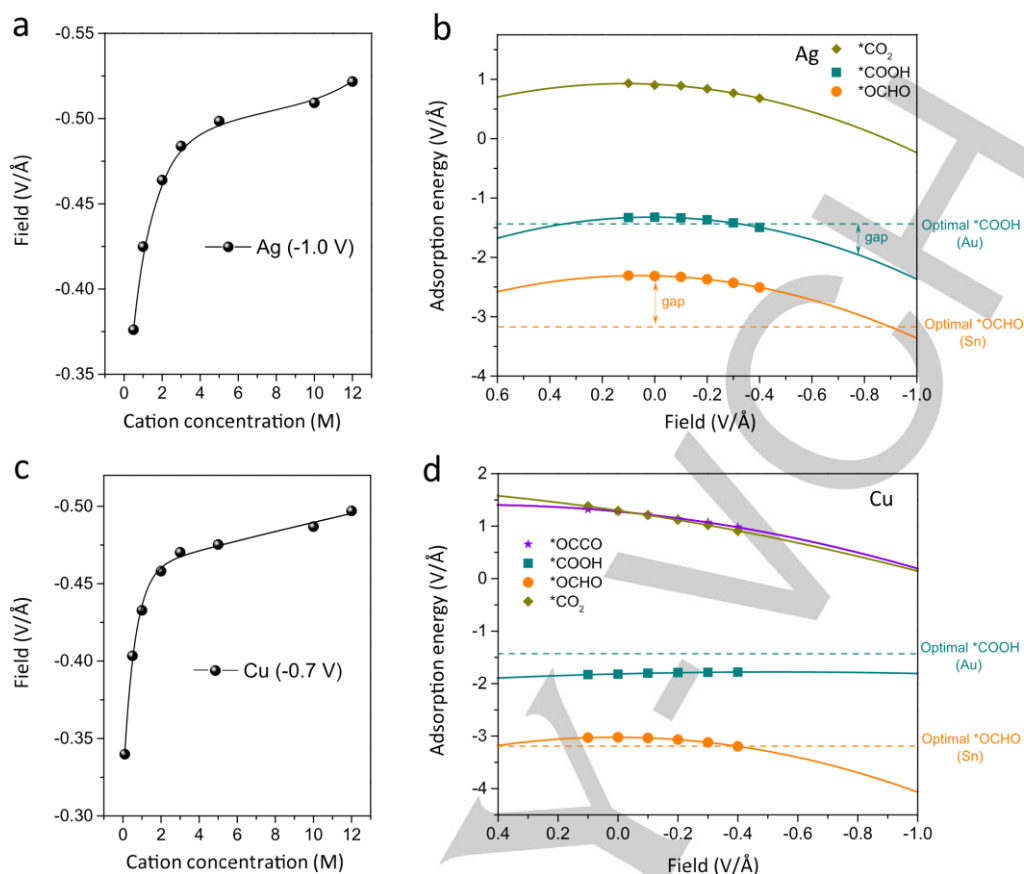 a
-0.55
-0.50
-0.45
-0.40
-0.35
Field (V/Å)
Ag (-1.0 V)
0 2 4 6 8 10 12
Cation concentration (M)
b
Ag
*CO2
*COOH
*OCHO
1
0
-1
-2
-3
-4
Adsorption energy (V/Å)
gap
gap
Optimal *COOH
(Au)
Optimal *OCHO
(Sn)
0.6 0.4 0.2 0.0 -0.2 -0.4 -0.6 -0.8 -1.0
Field (V/Å)
c
-0.50
-0.45
-0.40
-0.35
-0.30
Field (V/Å)
Cu (-0.7 V)
0 2 4 6 8 10 12
Cation concentration (M)
d
Cu
2
1
0
-1
-2
-3
-4
Adsorption energy (V/Å)
*OCCO
*COOH
*OCHO
*CO2
Optimal *COOH
(Au)
Optimal *OCHO
(Sn)
0.4 0.2 0.0 -0.2 -0.4 -0.6 -0.8 -1.0
Field (V/Å)
Y-VCH